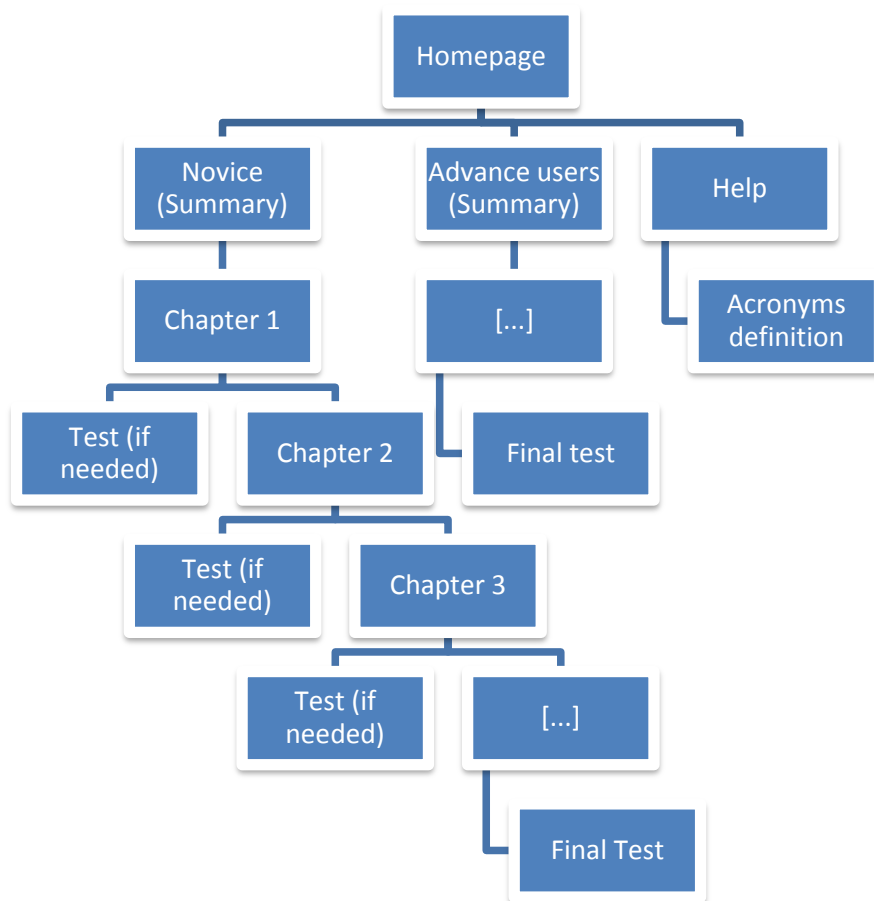 Homepage
Novice
(Summary)
Advance users
(Summary)
Help
Chapter 1
[...]
Acronyms
definition
Test (if
needed)
Chapter 2
Final test
Test (if
needed)
Chapter 3
Test (if
needed)
[...]
Final Test